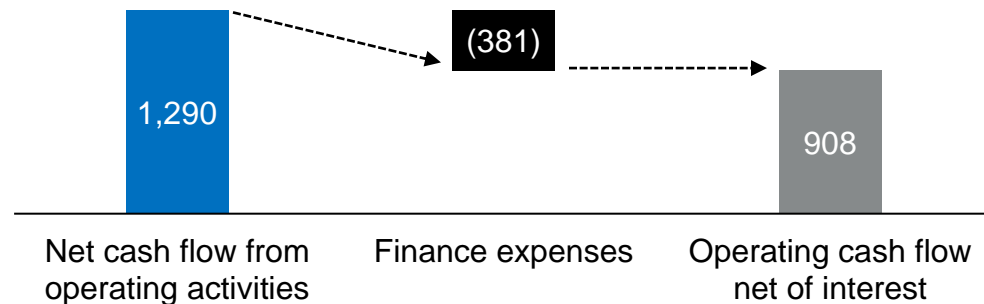 1,290
(381)
908
Net cash flow from
operating activities
Finance expenses
Operating cash flow
net of interest